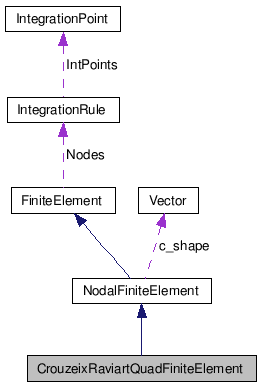 IntegrationPoint
IntPoints
IntegrationRule
Nodes
FiniteElement
Vector
c_shape
NodalFiniteElement
CrouzeixRaviartQuadFiniteElement